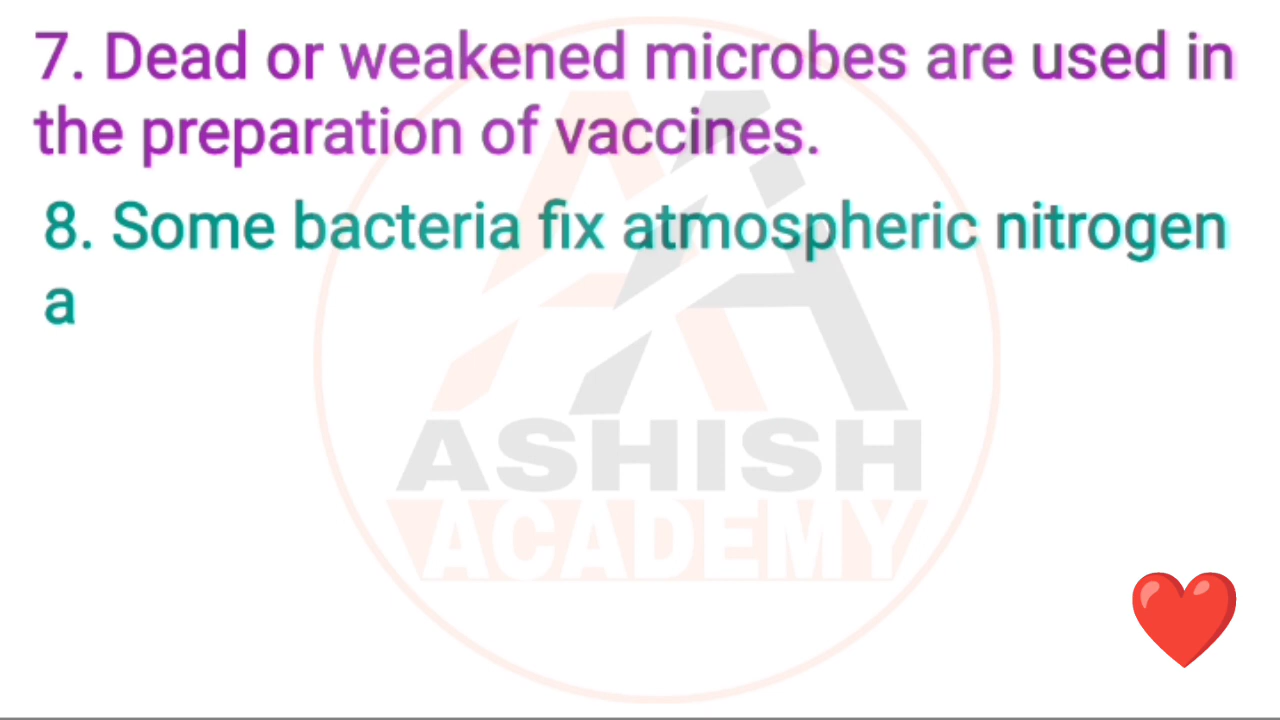 7. Dead or weakened microbes are used in
the preparation of vaccines.
8. Some bacteria fix atmospheric nitrogen
a
ASHISH
ACADEMY